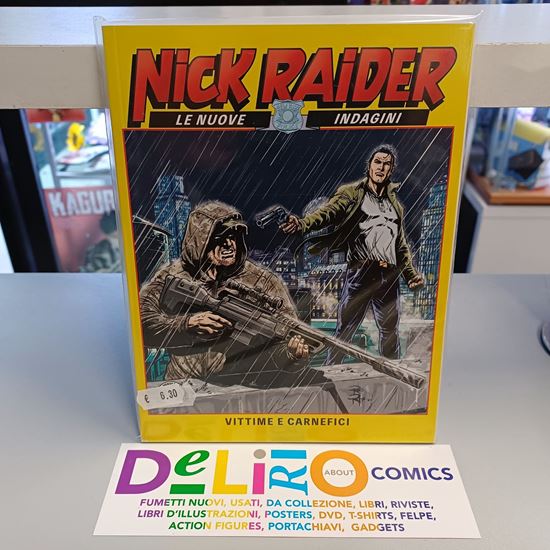 NiCK RAiDER
LE NUOVE INDAGINI
KAGUR
€ 6,30
VITTIME E CARNEFICI
DeLiRiO ABOUT COMICS
FUMETTI NUOVI, USATI, DA COLLEZIONE, LIBRI, RIVISTE,
LIBRI D'ILLUSTRAZIONI, POSTERS, DVD, T-SHIRTS, FELPE,
ACTION FIGURES, PORTACHIAVI, GADGETS